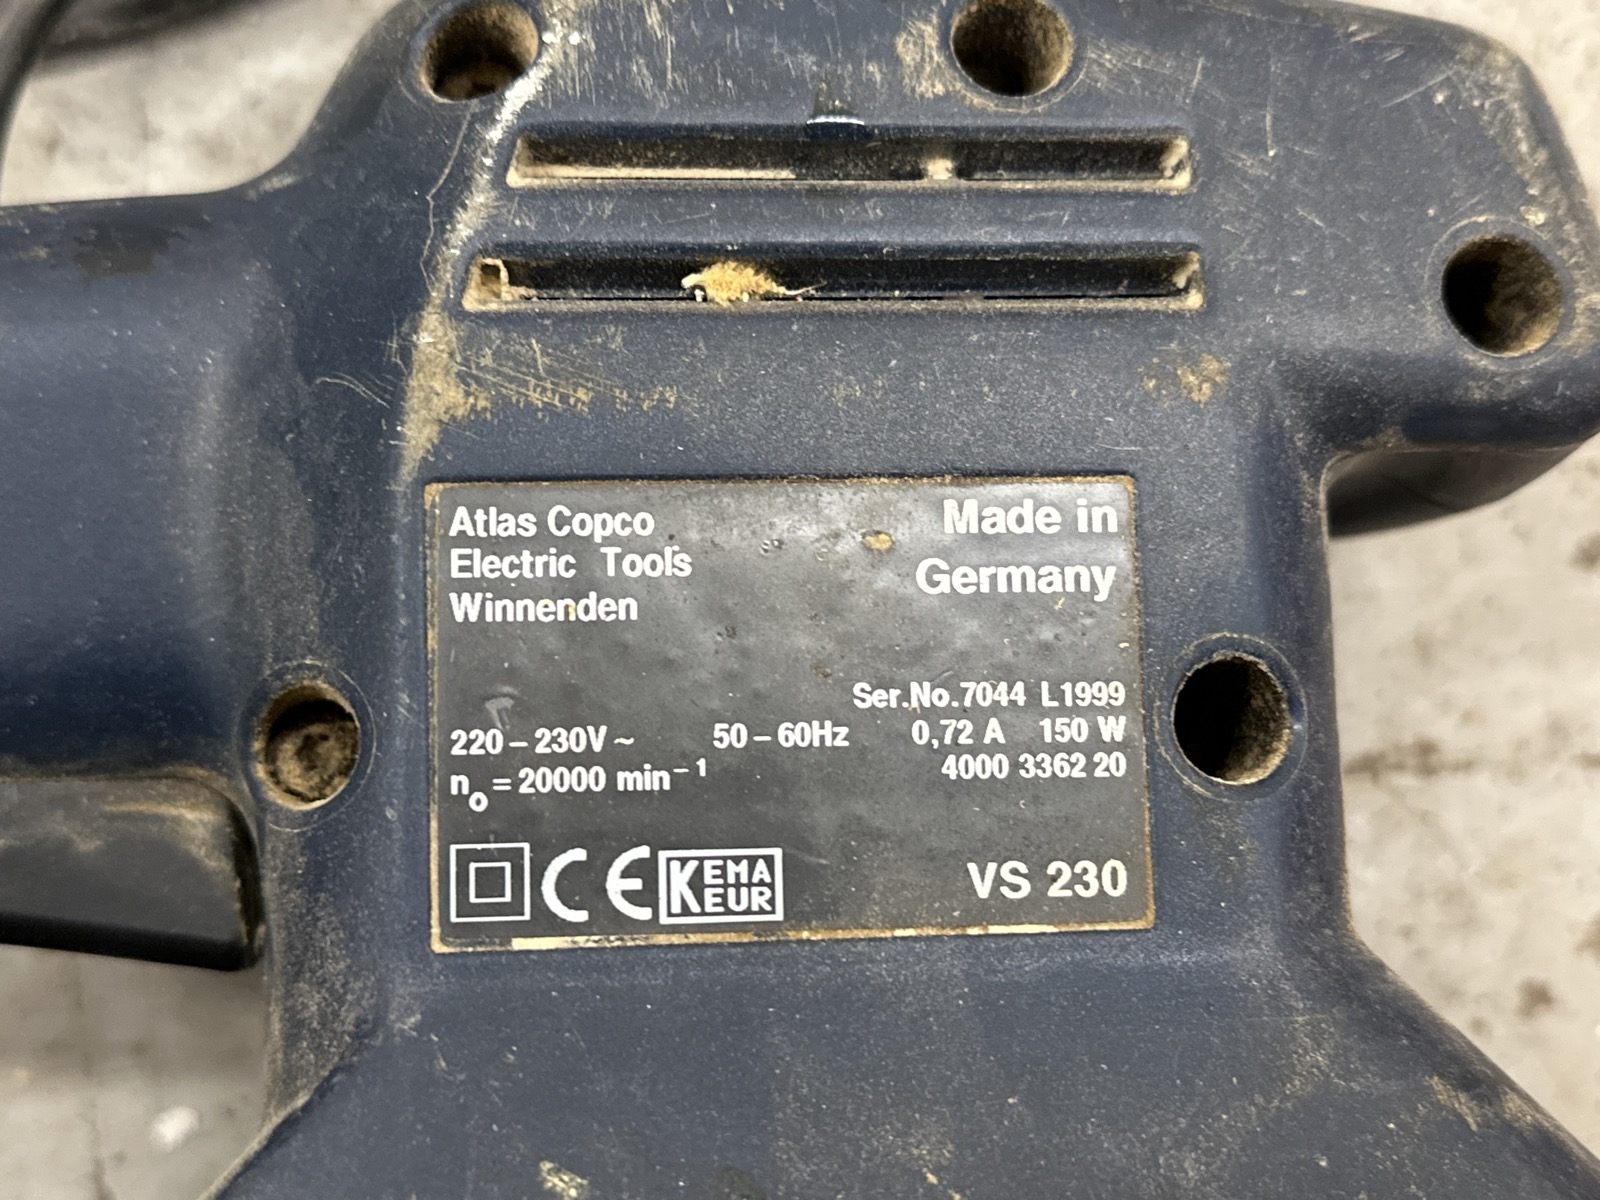 Atlas Copco
Electric Tools
Winnenden
Made in
Germany
Ser.No.7044 L1999
220 – 230V ~ 50 – 60Hz 0,72 A 150 W
n₀ = 20000 min⁻¹ 4000 3362 20
CE KEMA KEUR VS 230